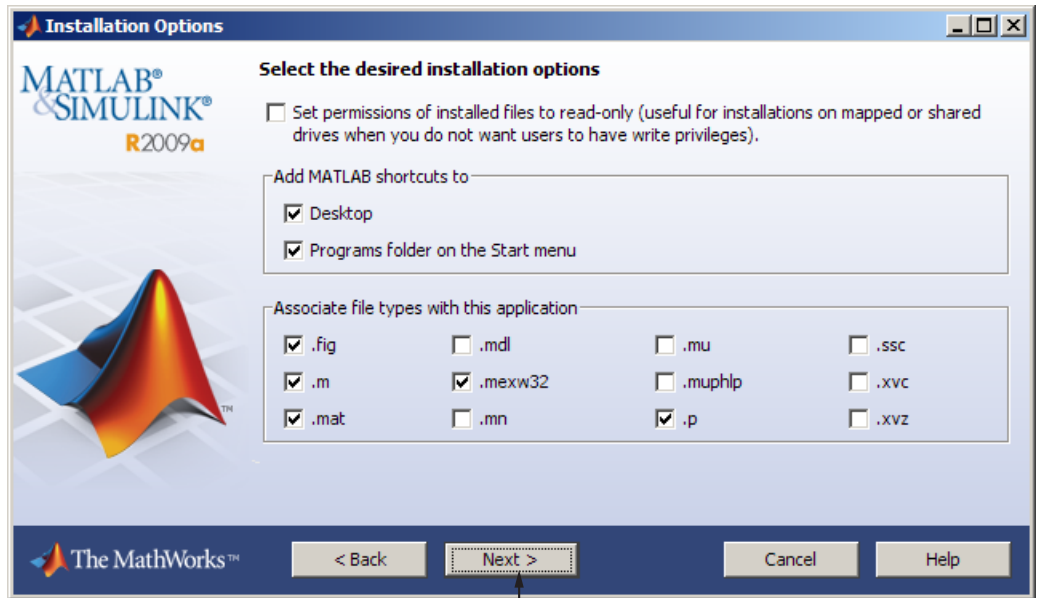 Installation Options
MATLAB®
&SIMULINK®
R2009a
Select the desired installation options
Set permissions of installed files to read-only (useful for installations on mapped or shared
drives when you do not want users to have write privileges).
Add MATLAB shortcuts to
Desktop
Programs folder on the Start menu
Associate file types with this application
.fig .mdl .mu .ssc
.m .mexw32 .muphlp .xvc
.mat .mn .p .xvz
TM
The MathWorks™ < Back Next > Cancel Help